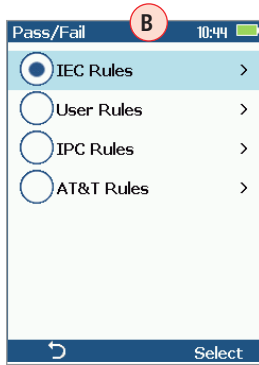 Pass/Fail B 10:44
IEC Rules >
User Rules >
IPC Rules >
AT&T Rules >
Select